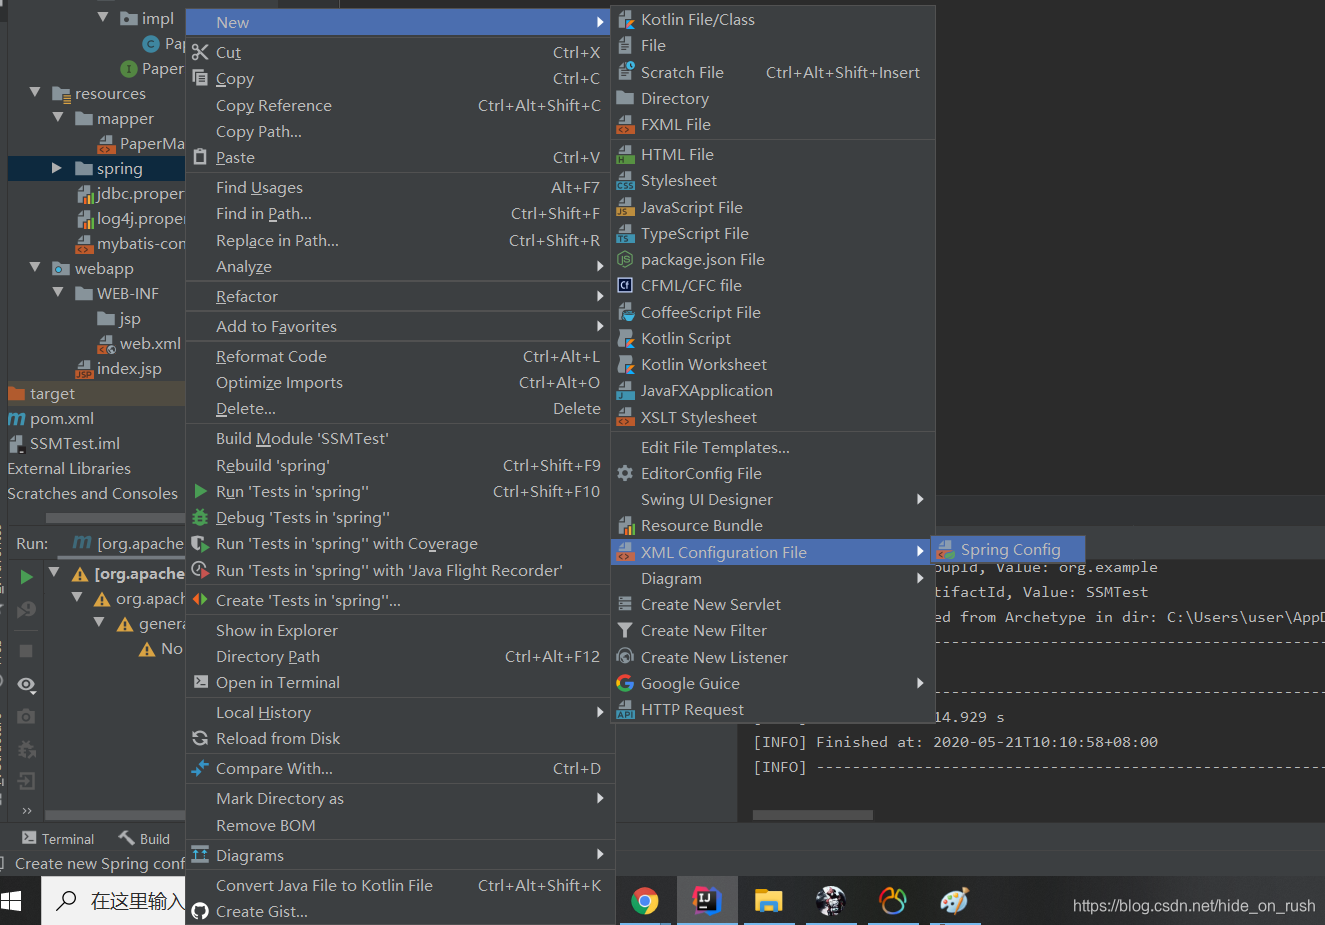 impl
Pap
Paper
resources
mapper
PaperMa
spring
jdbc.proper
log4j.proper
mybatis-con
webapp
WEB-INF
jsp
web.xml
index.jsp
target
pom.xml
SSMTest.iml
External Libraries
Scratches and Consoles
New
Cut Ctrl+X
Copy Ctrl+C
Copy Reference Ctrl+Alt+Shift+C
Copy Path...
Paste Ctrl+V
Find Usages Alt+F7
Find in Path... Ctrl+Shift+F
Replace in Path... Ctrl+Shift+R
Analyze
Refactor
Add to Favorites
Reformat Code Ctrl+Alt+L
Optimize Imports Ctrl+Alt+O
Delete... Delete
Build Module 'SSMTest'
Rebuild 'spring' Ctrl+Shift+F9
Run 'Tests in 'spring'' Ctrl+Shift+F10
Debug 'Tests in 'spring''
Run 'Tests in 'spring'' with Coverage
Run 'Tests in 'spring'' with 'Java Flight Recorder'
Create 'Tests in 'spring''...
Show in Explorer
Directory Path Ctrl+Alt+F12
Open in Terminal
Local History
Reload from Disk
Compare With... Ctrl+D
Mark Directory as
Remove BOM
Diagrams
Convert Java File to Kotlin File Ctrl+Alt+Shift+K
Create Gist...
Kotlin File/Class
File
Scratch File Ctrl+Alt+Shift+Insert
Directory
FXML File
HTML File
Stylesheet
JavaScript File
TypeScript File
package.json File
CFML/CFC file
CoffeeScript File
Kotlin Script
Kotlin Worksheet
JavaFXApplication
XSLT Stylesheet
Edit File Templates...
EditorConfig File
Swing UI Designer
Resource Bundle
XML Configuration File
Diagram
Create New Servlet
Create New Filter
Create New Listener
Google Guice
HTTP Request
Spring Config
Run: [org.apache
[org.apache
org.apach
genera
No
oupId, Value: org.example
tifactId, Value: SSMTest
ed from Archetype in dir: C:\Users\user\AppD
14.929 s
[INFO] Finished at: 2020-05-21T10:10:58+08:00
[INFO] ------------------------------------------------------------
Terminal Build
Create new Spring conf
在这里输入
https://blog.csdn.net/hide_on_rush